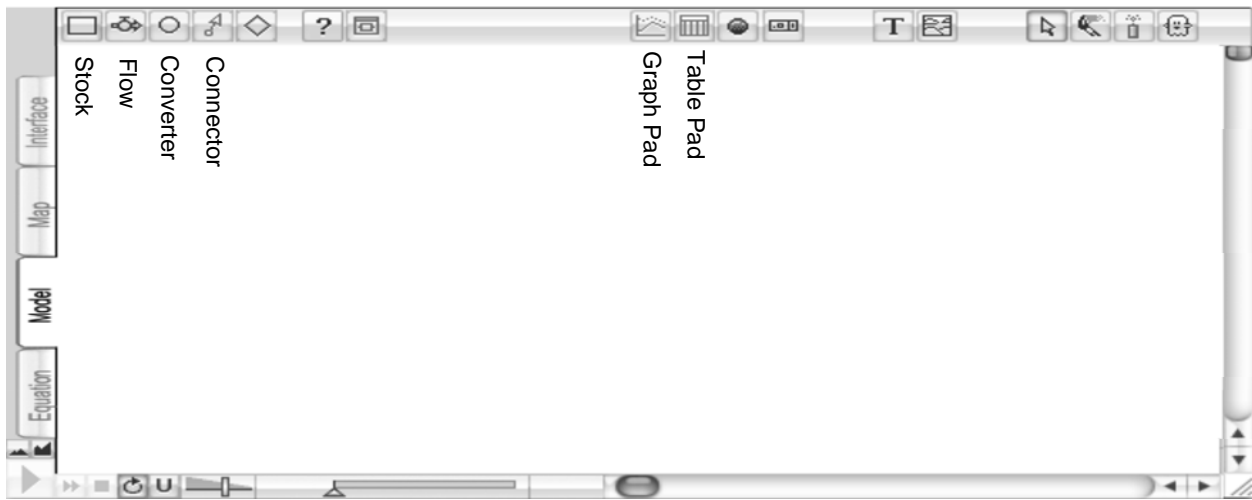 ?
T
Stock
Flow
Converter
Connector
Graph Pad
Table Pad
Interface
Map
Model
Equation
U